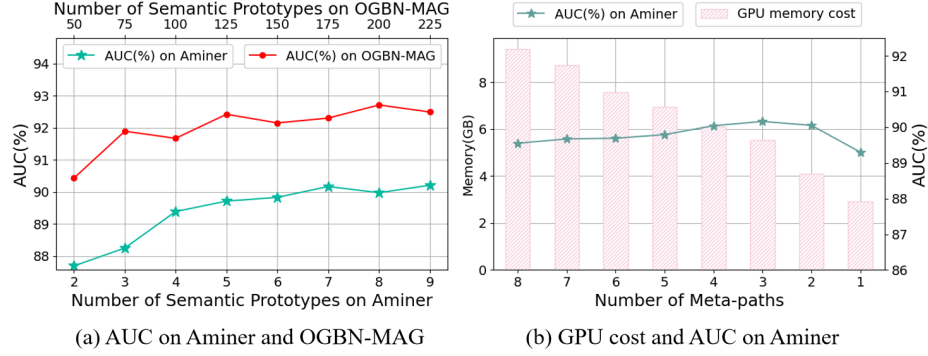 Number of Semantic Prototypes on OGBN-MAG
50 75 100 125 150 175 200 225
AUC(%) on Aminer AUC(%) on OGBN-MAG
AUC(%)
94
93
92
91
90
89
88
2 3 4 5 6 7 8 9
Number of Semantic Prototypes on Aminer
(a) AUC on Aminer and OGBN-MAG
AUC(%) on Aminer GPU memory cost
Memory(GB)
8
6
4
2
0
92
91
90
89
88
87
86
AUC(%)
8 7 6 5 4 3 2 1
Number of Meta-paths
(b) GPU cost and AUC on Aminer